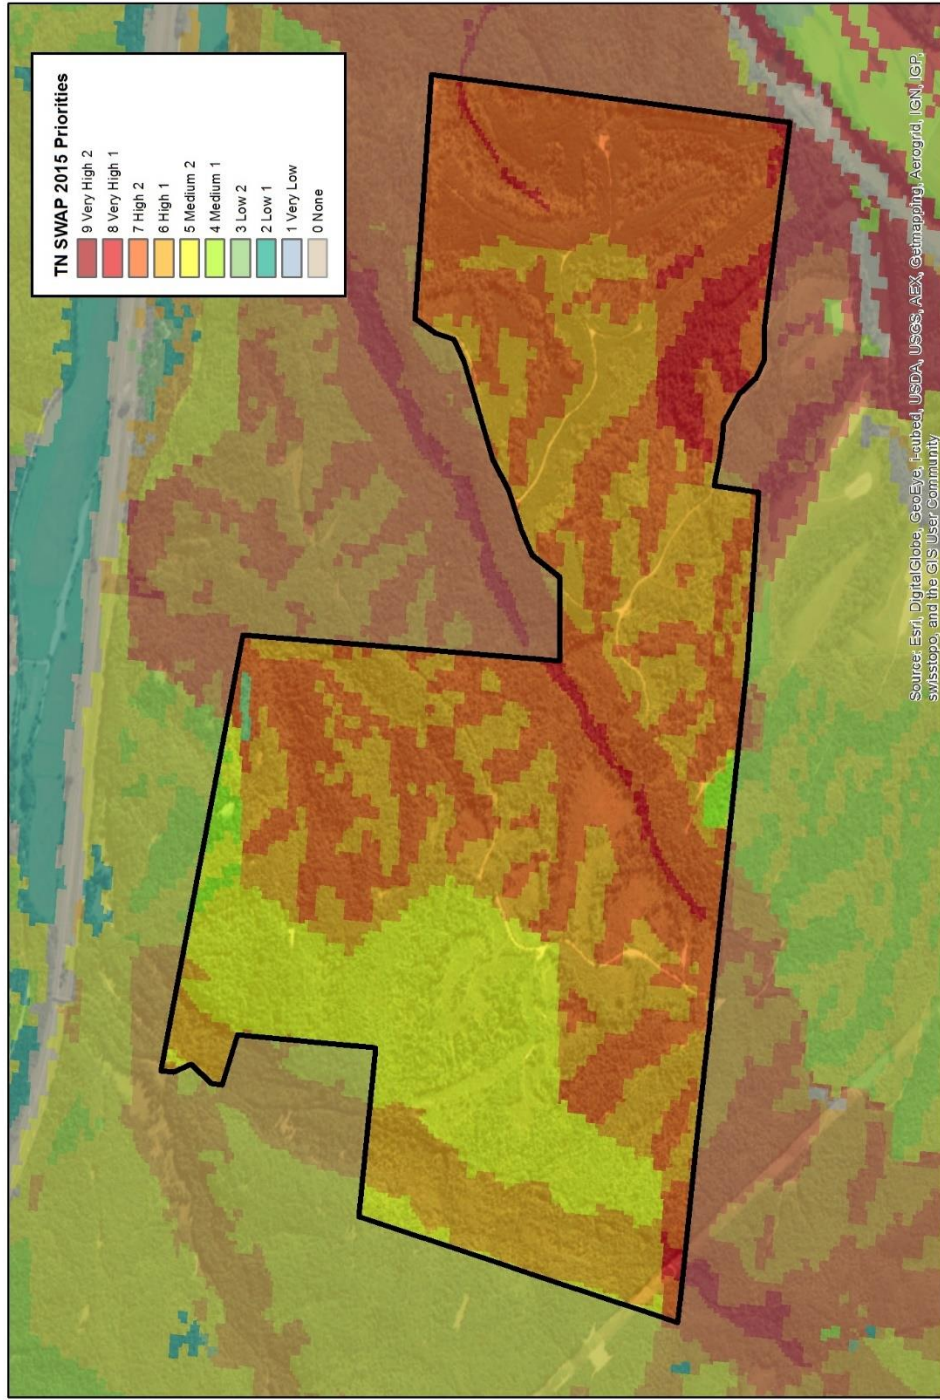 TN SWAP 2015 Priorities
9 Very High 2
8 Very High 1
7 High 2
6 High 1
5 Medium 2
4 Medium 1
3 Low 2
2 Low 1
1 Very Low
0 None
Source: Esri, DigitalGlobe, GeoEye, i-cubed, USDA, USGS, AEX, Getmapping, Aerogrid, IGN, IGP,
swisstopo, and the GIS User Community